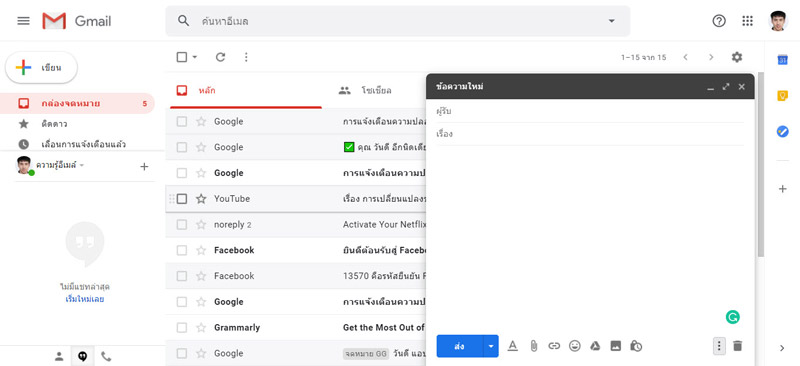 Gmail
ค้นหาอีเมล
เขียน
1–15 จาก 15
กล่องจดหมาย 5
ติดดาว
เลื่อนการแจ้งเตือนแล้ว
ความรู้อีเมล์
ไม่มีแชทล่าสุด
เริ่มใหม่เลย
หลัก
โซเชียล
Google การแจ้งเตือนความปลอ
Google ✅ คุณ วันดี อีกนิดเดีย
Google การแจ้งเตือนความป
YouTube เรื่อง การเปลี่ยนแปลงข
noreply 2 Activate Your Netflix
Facebook ยินดีต้อนรับสู่ Facebo
Facebook 13570 คือรหัสยืนยัน F
Google การแจ้งเตือนความป
Grammarly Get the Most Out of
Google จดหมาย GG วันดี แอป
ข้อความใหม่
ผู้รับ
เรื่อง
ส่ง